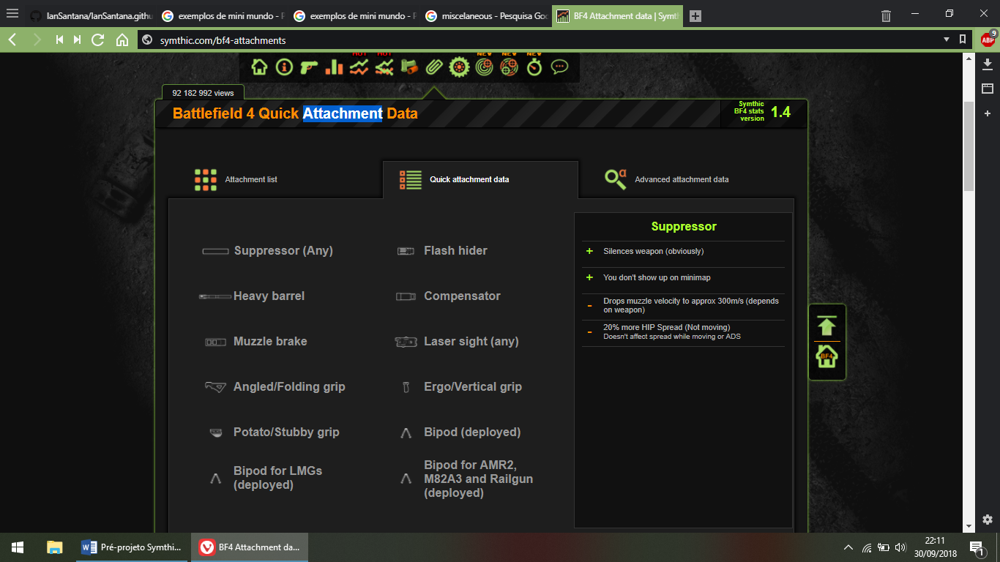 IanSantana/IanSantana.githu
exemplos de mini mundo - P
exemplos de mini mundo - P
miscelaneous - Pesquisa Goo
BF4 Attachment data | Symthic
symthic.com/bf4-attachments
ABP
9
HOT
HOT
NEW
NEW
NEW
92 182 992 views
Battlefield 4 Quick Attachment Data
Symthic
BF4 stats
version
1.4
Attachment list
Quick attachment data
Advanced attachment data
Suppressor (Any)
Flash hider
Heavy barrel
Compensator
Muzzle brake
Laser sight (any)
Angled/Folding grip
Ergo/Vertical grip
Potato/Stubby grip
Bipod (deployed)
Bipod for LMGs
(deployed)
Bipod for AMR2,
M82A3 and Railgun
(deployed)
Suppressor
+ Silences weapon (obviously)
+ You don't show up on minimap
- Drops muzzle velocity to approx 300m/s (depends
on weapon)
- 20% more HIP Spread (Not moving)
Doesn't affect spread while moving or ADS
BF4
Pré-projeto Symthi...
BF4 Attachment da...
22:11
30/09/2018
1